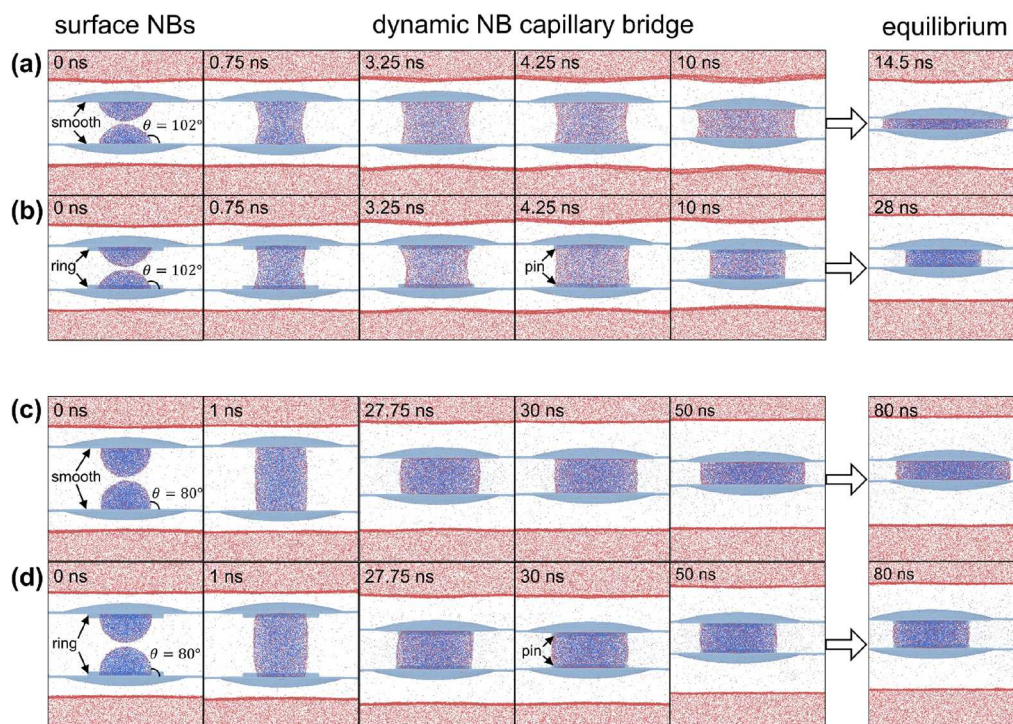 surface NBs dynamic NB capillary bridge equilibrium
(a) 0 ns 0.75 ns 3.25 ns 4.25 ns 10 ns 14.5 ns
smooth θ = 102°
(b) 0 ns 0.75 ns 3.25 ns 4.25 ns 10 ns 28 ns
ring θ = 102° pin
(c) 0 ns 1 ns 27.75 ns 30 ns 50 ns 80 ns
smooth θ = 80°
(d) 0 ns 1 ns 27.75 ns 30 ns 50 ns 80 ns
ring θ = 80° pin